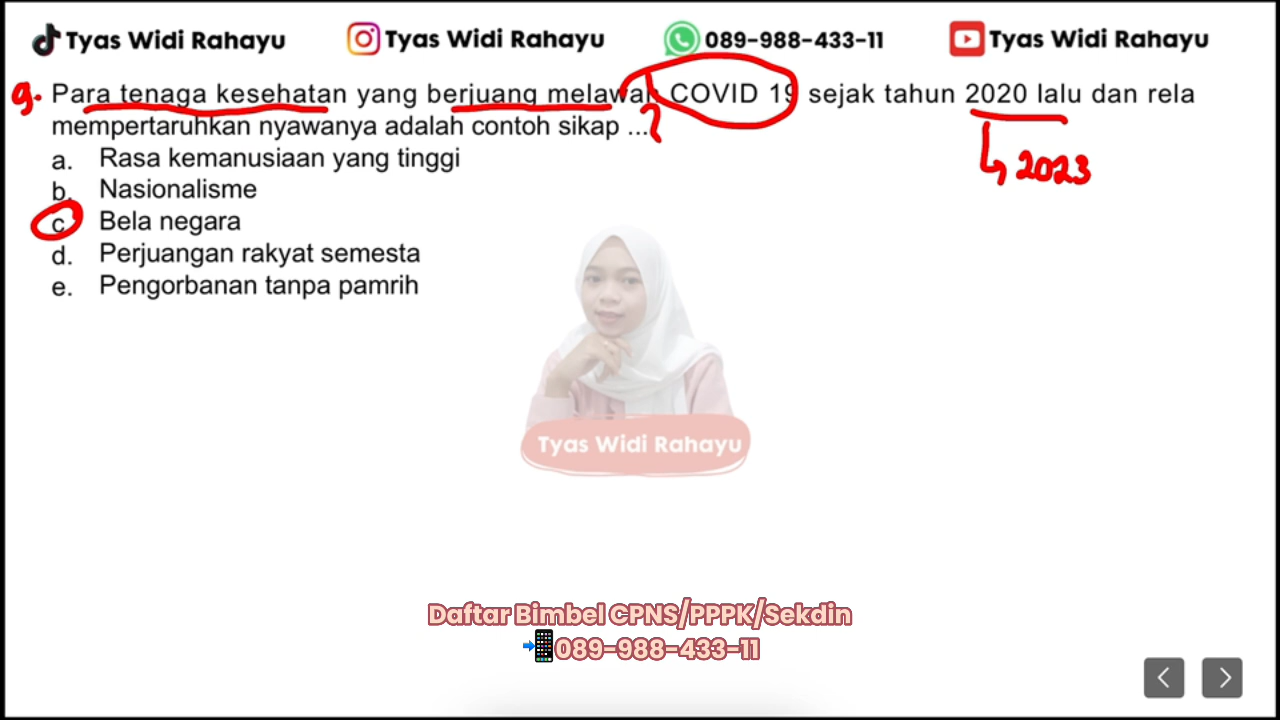 Tyas Widi Rahayu Tyas Widi Rahayu 089-988-433-11 Tyas Widi Rahayu
9. Para tenaga kesehatan yang berjuang melawan COVID 19 sejak tahun 2020 lalu dan rela
mempertaruhkan nyawanya adalah contoh sikap ...?
2023
a. Rasa kemanusiaan yang tinggi
b. Nasionalisme
c. Bela negara
d. Perjuangan rakyat semesta
e. Pengorbanan tanpa pamrih
Tyas Widi Rahayu
Daftar Bimbel CPNS/PPPK/Sekdin
089-988-433-11